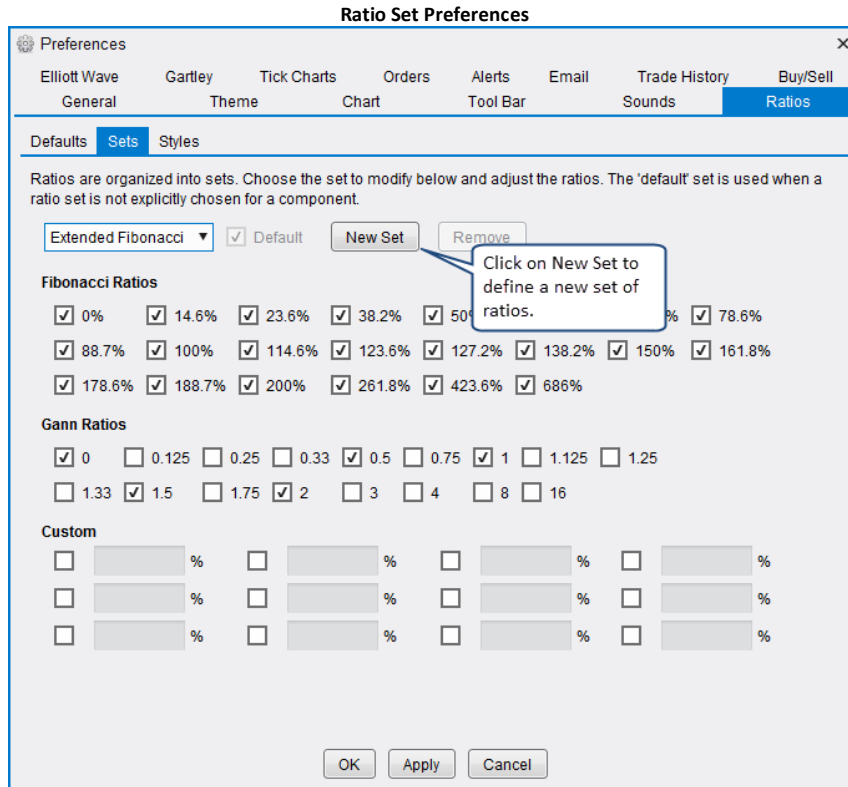 Ratio Set Preferences
Preferences
Elliott Wave Gartley Tick Charts Orders Alerts Email Trade History Buy/Sell
General Theme Chart Tool Bar Sounds Ratios
Defaults Sets Styles
Ratios are organized into sets. Choose the set to modify below and adjust the ratios. The 'default' set is used when a
ratio set is not explicitly chosen for a component.
Extended Fibonacci Default New Set Remove
Click on New Set to
define a new set of
ratios.
Fibonacci Ratios
0% 14.6% 23.6% 38.2% 50 % 78.6%
88.7% 100% 114.6% 123.6% 127.2% 138.2% 150% 161.8%
178.6% 188.7% 200% 261.8% 423.6% 686%
Gann Ratios
0 0.125 0.25 0.33 0.5 0.75 1 1.125 1.25
1.33 1.5 1.75 2 3 4 8 16
Custom
% % % %
% % % %
% % % %
OK Apply Cancel